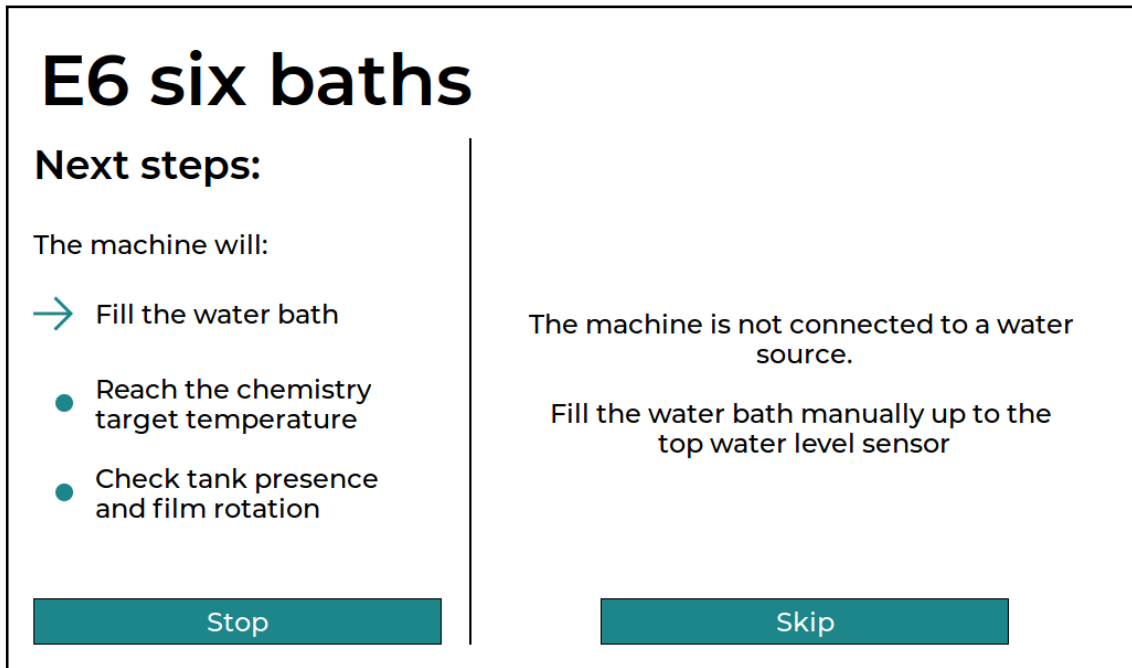 E6 six baths
Next steps:
The machine will:
Fill the water bath
Reach the chemistry
target temperature
Check tank presence
and film rotation
Stop
The machine is not connected to a water
source.
Fill the water bath manually up to the
top water level sensor
Skip